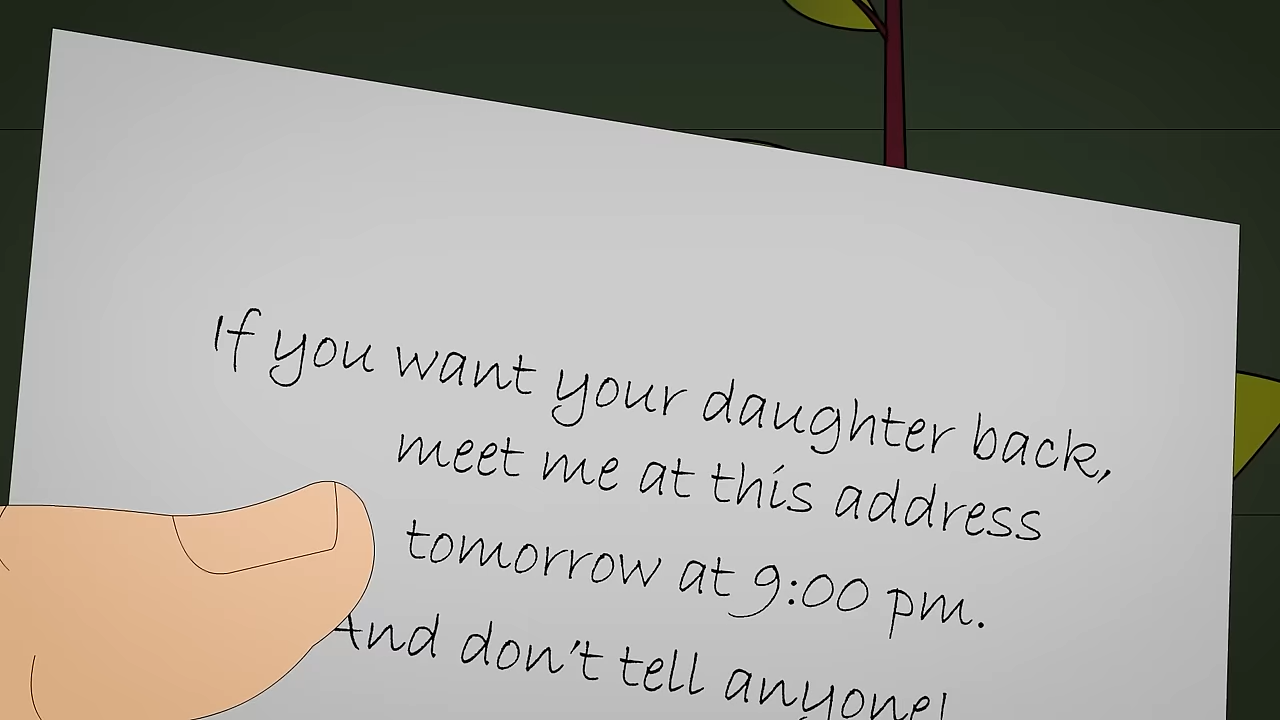 If you want your daughter back,
meet me at this address
tomorrow at 9:00 pm.
And don't tell anyone!